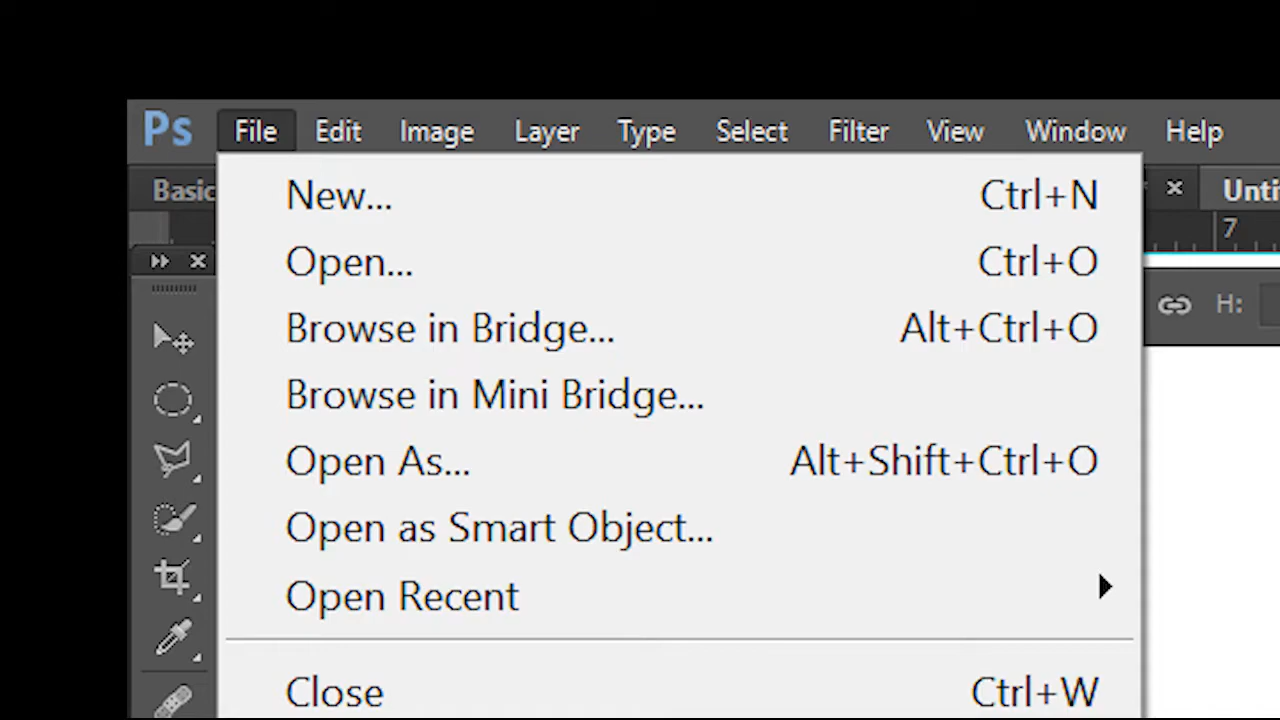 Ps File Edit Image Layer Type Select Filter View Window Help
Basic
Unti
New... Ctrl+N
7
Open... Ctrl+O
H:
Browse in Bridge... Alt+Ctrl+O
Browse in Mini Bridge...
Open As... Alt+Shift+Ctrl+O
Open as Smart Object...
Open Recent
Close Ctrl+W